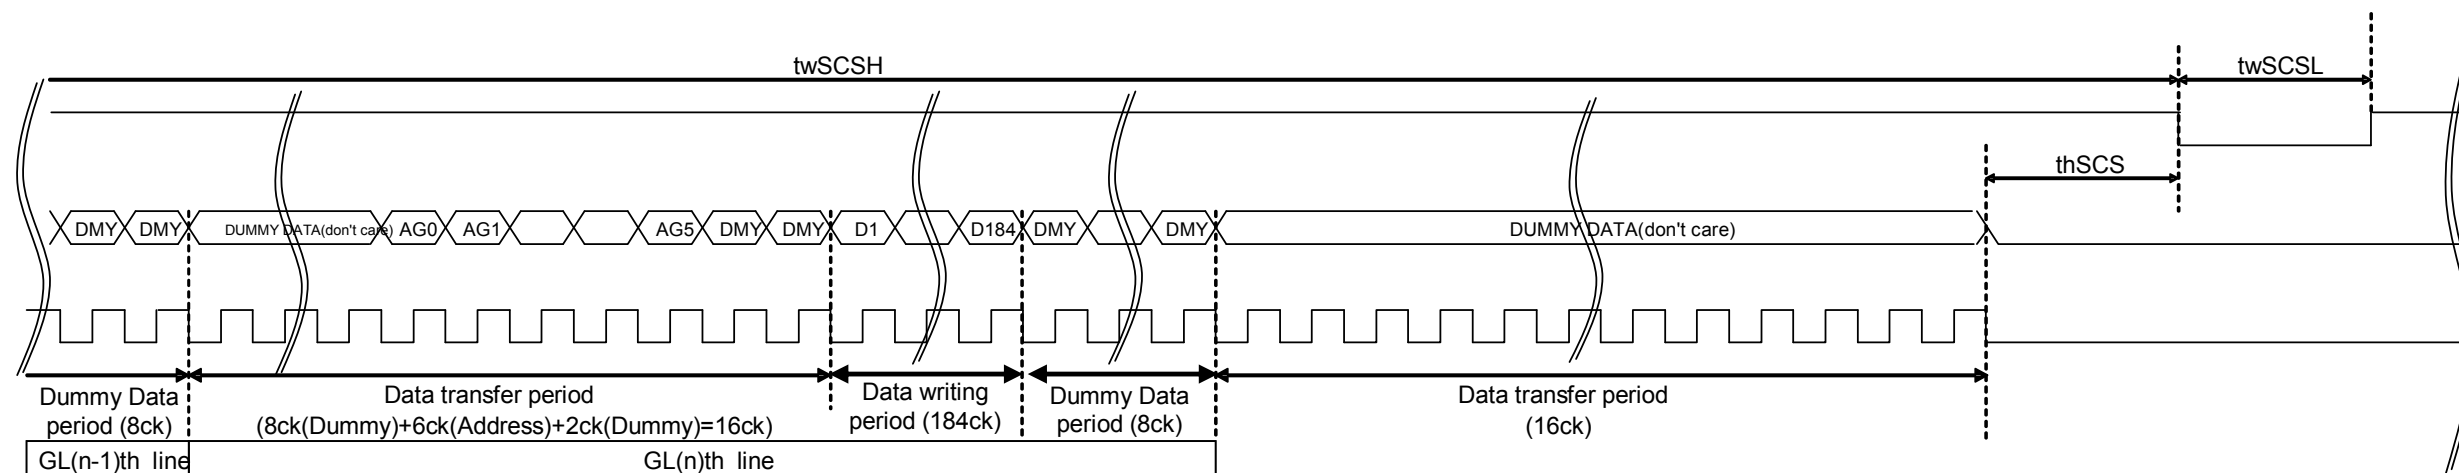 twSCSH
twSCSL
thSCS
DMY DMY DUMMY DATA(don't care) AG0 AG1 AG5 DMY DMY D1 D184 DMY DMY DUMMY DATA(don't care)
Dummy Data
period (8ck)
Data transfer period
(8ck(Dummy)+6ck(Address)+2ck(Dummy)=16ck)
Data writing
period (184ck)
Dummy Data
period (8ck)
Data transfer period
(16ck)
GL(n-1)th line
GL(n)th line